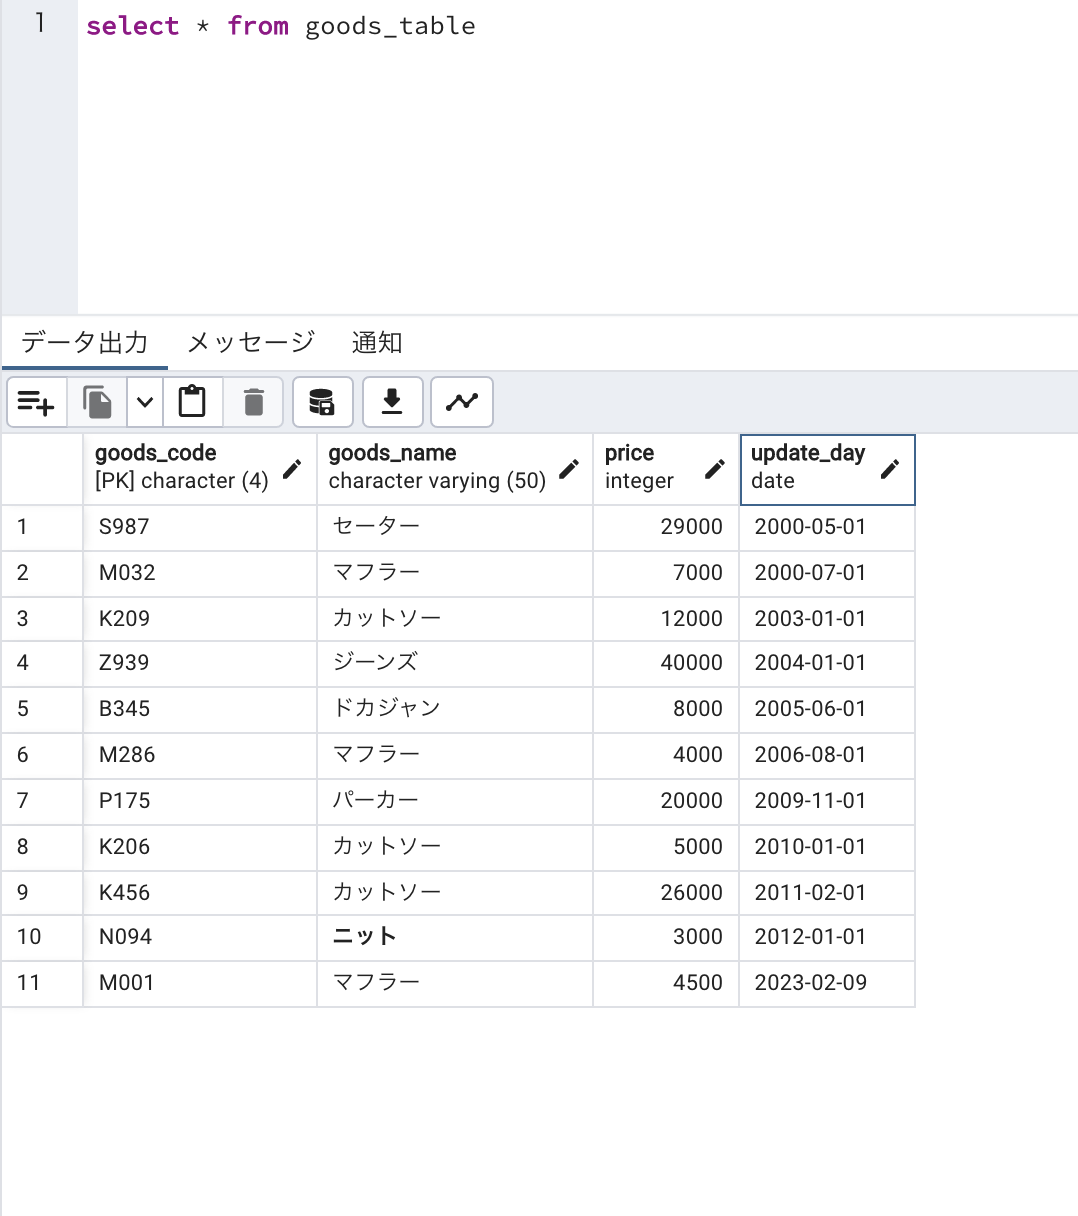 1 select * from goods_table
データ出力 メッセージ 通知
goods_code goods_name price update_day
[PK] character (4) character varying (50) integer date
1 S987 セーター 29000 2000-05-01
2 M032 マフラー 7000 2000-07-01
3 K209 カットソー 12000 2003-01-01
4 Z939 ジーンズ 40000 2004-01-01
5 B345 ドカジャン 8000 2005-06-01
6 M286 マフラー 4000 2006-08-01
7 P175 パーカー 20000 2009-11-01
8 K206 カットソー 5000 2010-01-01
9 K456 カットソー 26000 2011-02-01
10 N094 ニット 3000 2012-01-01
11 M001 マフラー 4500 2023-02-09